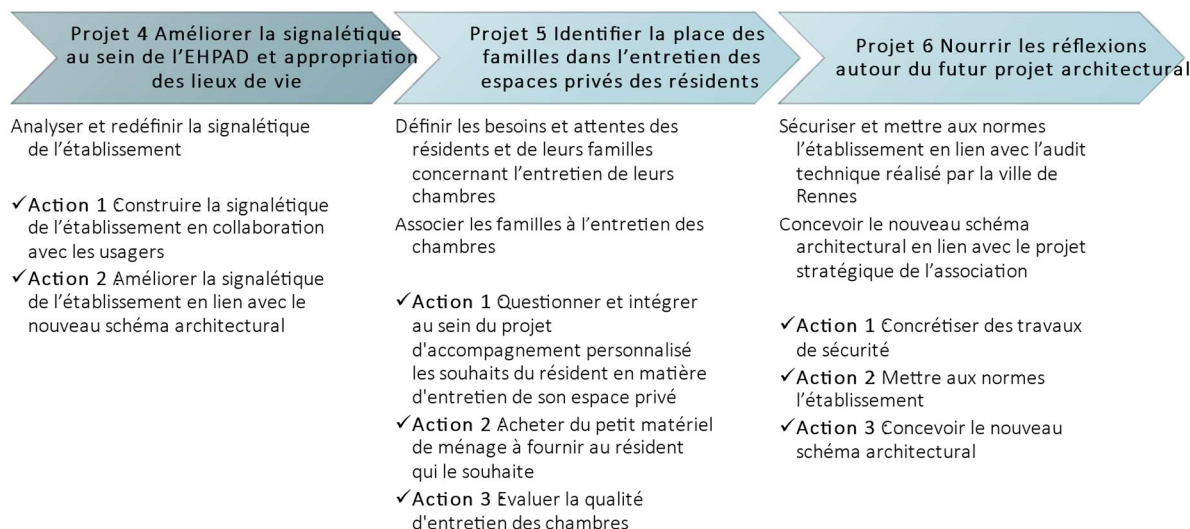 Projet 4 Améliorer la signalétique
au sein de l'EHPAD et appropriation
des lieux de vie
Analyser et redéfinir la signalétique
de l'établissement
✓Action 1 Construire la signalétique
de l'établissement en collaboration
avec les usagers
✓Action 2 Améliorer la signalétique
de l'établissement en lien avec le
nouveau schéma architectural
Projet 5 Identifier la place des
familles dans l'entretien des
espaces privés des résidents
Définir les besoins et attentes des
résidents et de leurs familles
concernant l'entretien de leurs
chambres
Associer les familles à l'entretien des
chambres
✓Action 1 Questionner et intégrer
au sein du projet
d'accompagnement personnalisé
les souhaits du résident en matière
d'entretien de son espace privé
✓Action 2 Acheter du petit matériel
de ménage à fournir au résident
qui le souhaite
✓Action 3 Evaluer la qualité
d'entretien des chambres
Projet 6 Nourrir les réflexions
autour du futur projet architectural
Sécuriser et mettre aux normes
l'établissement en lien avec l'audit
technique réalisé par la ville de
Rennes
Concevoir le nouveau schéma
architectural en lien avec le projet
stratégique de l'association
✓Action 1 Concrétiser des travaux
de sécurité
✓Action 2 Mettre aux normes
l'établissement
✓Action 3 Concevoir le nouveau
schéma architectural